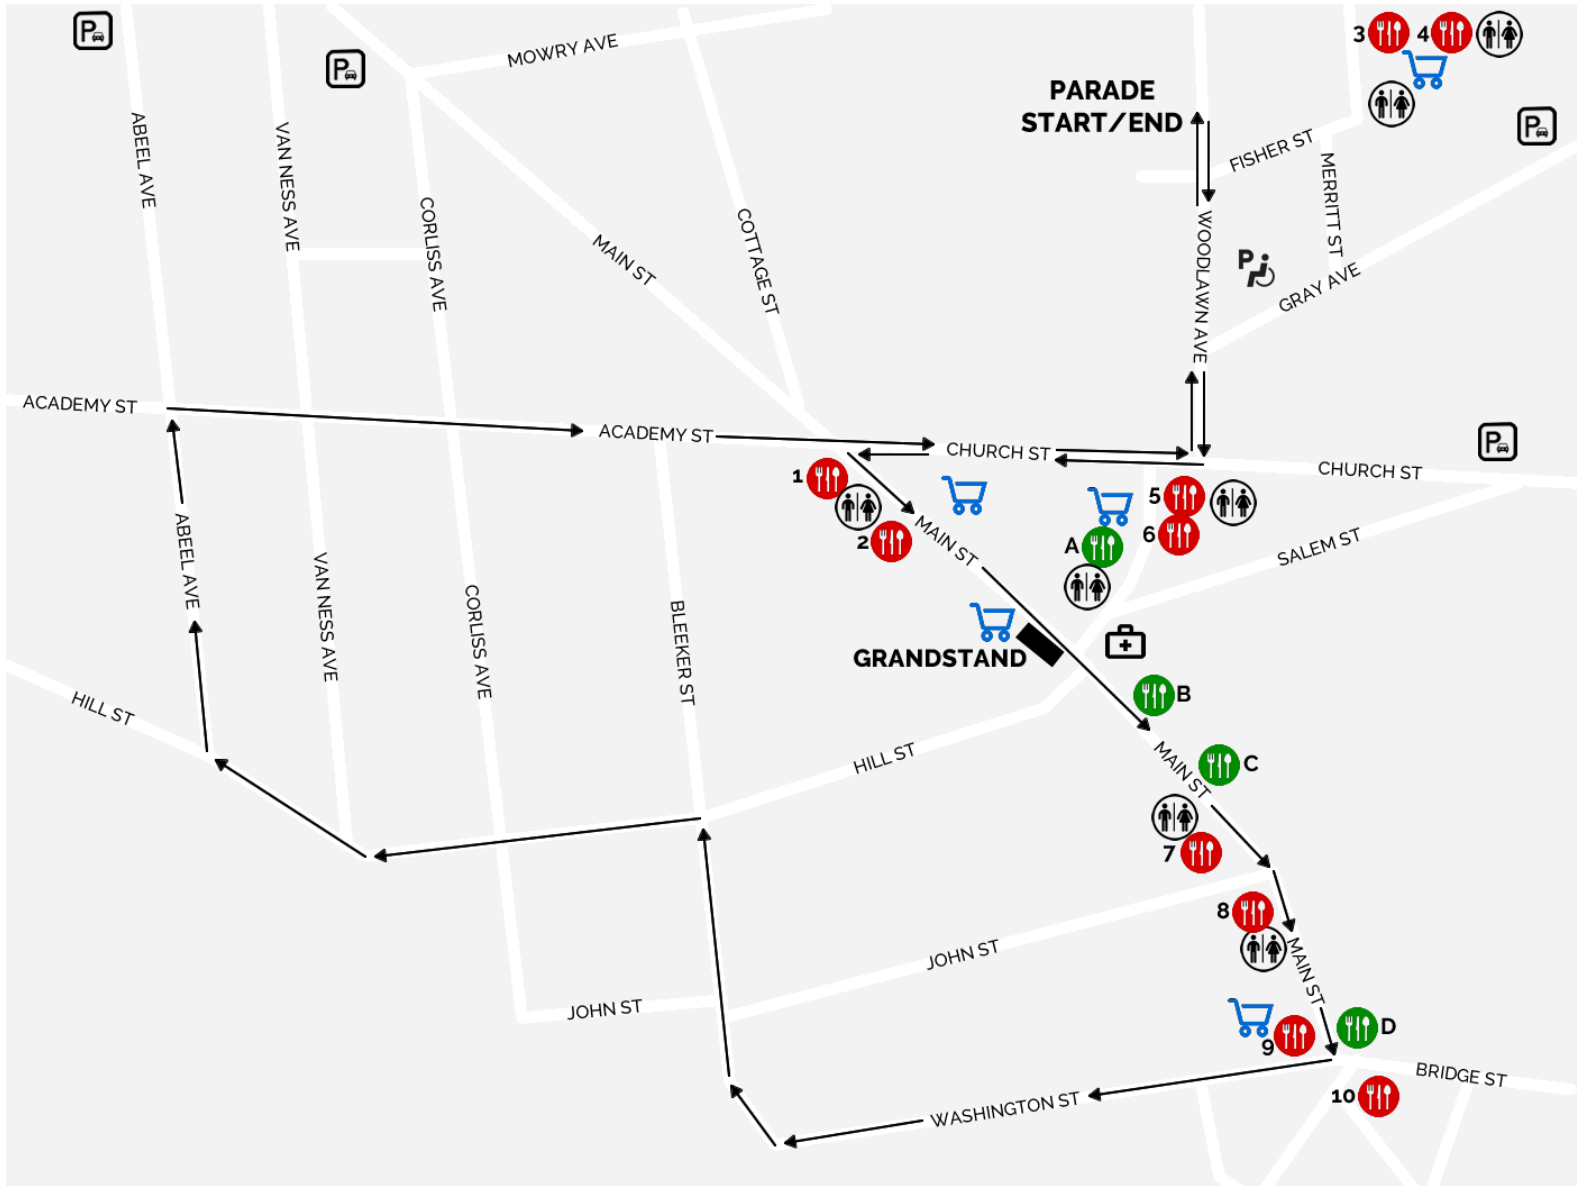 P
P
MOWRY AVE
3
4
PARADE
START/END
P
ABEEL AVE
VAN NESS AVE
CORLISS AVE
MAIN ST
COTTAGE ST
FISHER ST
MERRITT ST
WOODLAWN AVE
P
GRAY AVE
ACADEMY ST
ACADEMY ST
CHURCH ST
CHURCH ST
P
1
2
MAIN ST
5
6
A
SALEM ST
ABEEL AVE
VAN NESS AVE
CORLISS AVE
BLEEKER ST
GRANDSTAND
B
HILL ST
HILL ST
MAIN ST
C
7
8
JOHN ST
JOHN ST
MAIN ST
9
D
WASHINGTON ST
BRIDGE ST
10